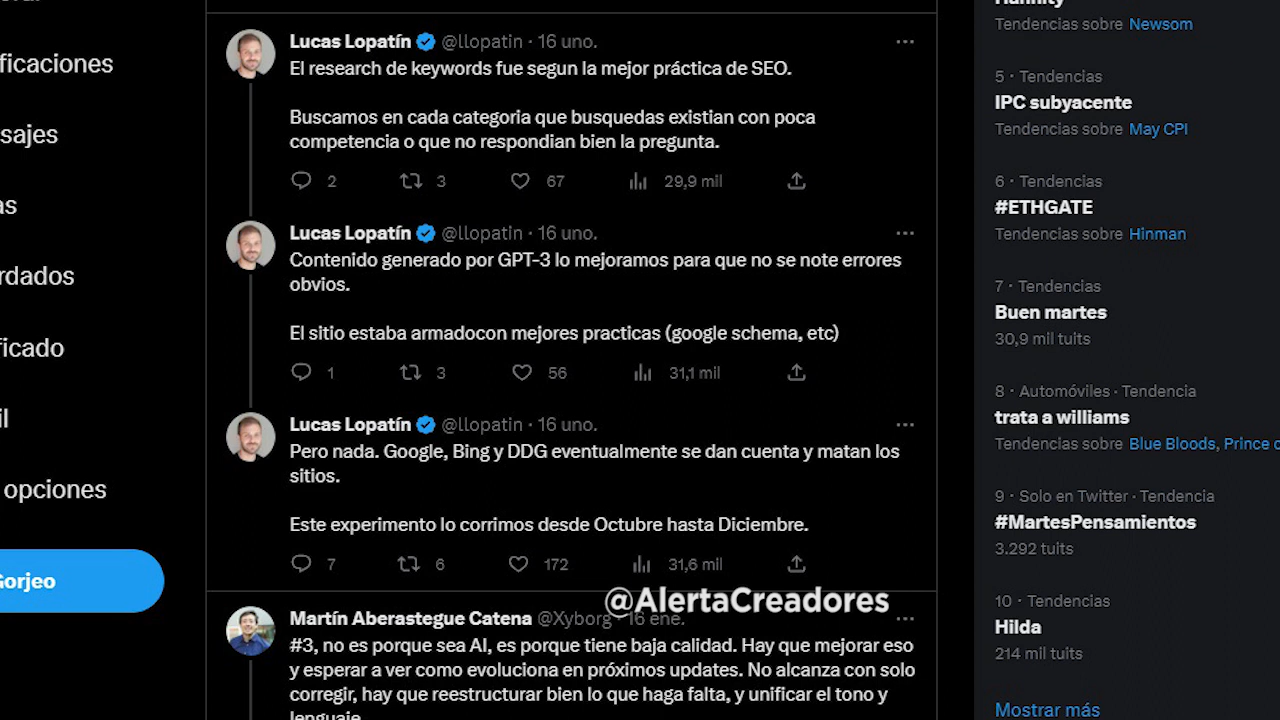 ficaciones
sajes
as
rdados
ficado
il
opciones
Gorjeo
Lucas Lopatín @llopatin · 16 uno.
El research de keywords fue segun la mejor práctica de SEO.
Buscamos en cada categoria que busquedas existian con poca
competencia o que no respondian bien la pregunta.
2 3 67 29,9 mil
Lucas Lopatín @llopatin · 16 uno.
Contenido generado por GPT-3 lo mejoramos para que no se note errores
obvios.
El sitio estaba armadocon mejores practicas (google schema, etc)
1 3 56 31,1 mil
Lucas Lopatín @llopatin · 16 uno.
Pero nada. Google, Bing y DDG eventualmente se dan cuenta y matan los
sitios.
Este experimento lo corrimos desde Octubre hasta Diciembre.
7 6 172 31,6 mil
@AlertaCreadores
Martín Aberastegue Catena @Xyborg · 16 ene.
#3, no es porque sea AI, es porque tiene baja calidad. Hay que mejorar eso
y esperar a ver como evoluciona en próximos updates. No alcanza con solo
corregir, hay que reestructurar bien lo que haga falta, y unificar el tono y
lenguaje.
Hannity
Tendencias sobre Newsom
5 · Tendencias
IPC subyacente
Tendencias sobre May CPI
6 · Tendencias
#ETHGATE
Tendencias sobre Hinman
7 · Tendencias
Buen martes
30,9 mil tuits
8 · Automóviles · Tendencia
trata a williams
Tendencias sobre Blue Bloods, Prince o
9 · Solo en Twitter · Tendencia
#MartesPensamientos
3.292 tuits
10 · Tendencias
Hilda
214 mil tuits
Mostrar más